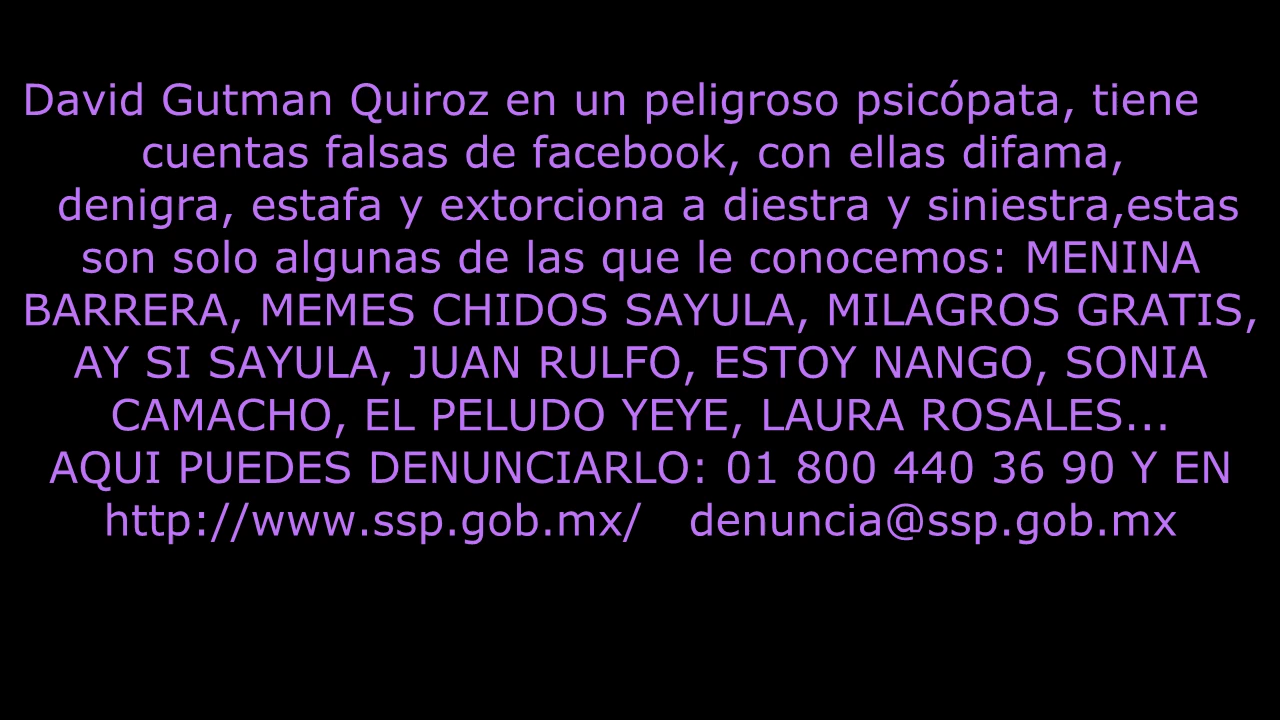 David Gutman Quiroz en un peligroso psicópata, tiene
cuentas falsas de facebook, con ellas difama,
denigra, estafa y extorciona a diestra y siniestra,estas
son solo algunas de las que le conocemos: MENINA
BARRERA, MEMES CHIDOS SAYULA, MILAGROS GRATIS,
AY SI SAYULA, JUAN RULFO, ESTOY NANGO, SONIA
CAMACHO, EL PELUDO YEYE, LAURA ROSALES...
AQUI PUEDES DENUNCIARLO: 01 800 440 36 90 Y EN
http://www.ssp.gob.mx/ denuncia@ssp.gob.mx